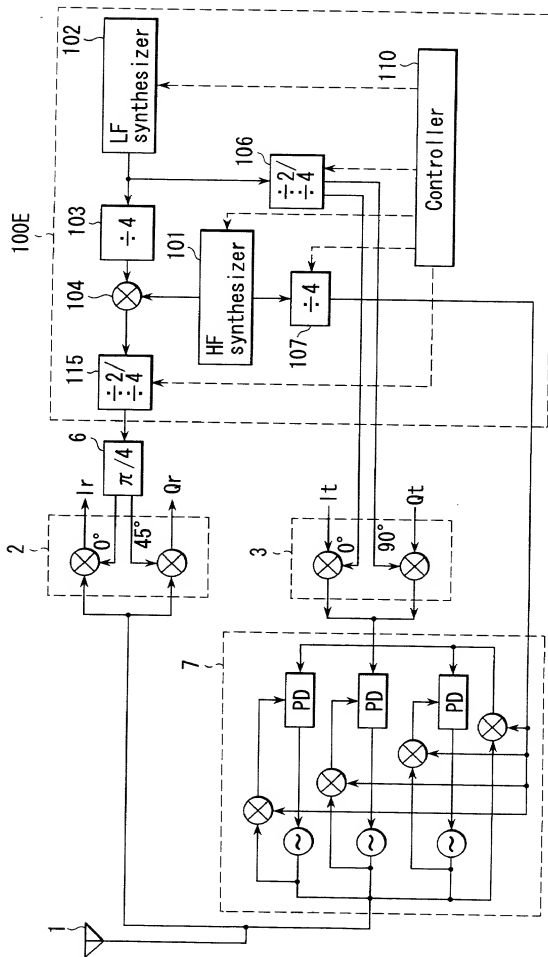 100E
102
LF
synthesizer
103
÷4
104
101
HF
synthesizer
106
÷2/
÷4
110
Controller
107
÷4
115
÷2/
÷4
6
π/4
2
Ir
0°
45°
Qr
3
It
0°
90°
Qt
7
PD
PD
PD
~
~
~
1